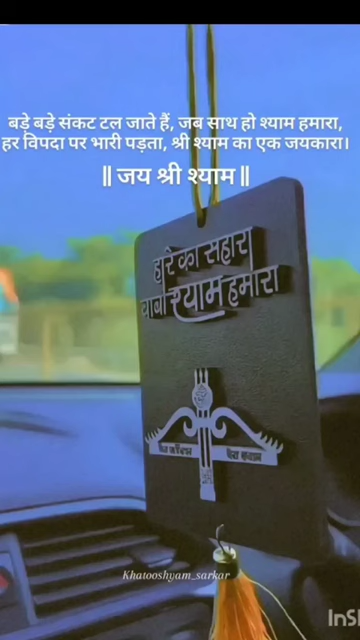 बड़े बड़े संकट टल जाते हैं, जब साथ हो श्याम हमारा,
हर विपदा पर भारी पड़ता, श्री श्याम का एक जयकारा।
|| जय श्री श्याम ||
हारे का सहारा
बाबा श्याम हमारा
Khatooshyam_sarkar
InS